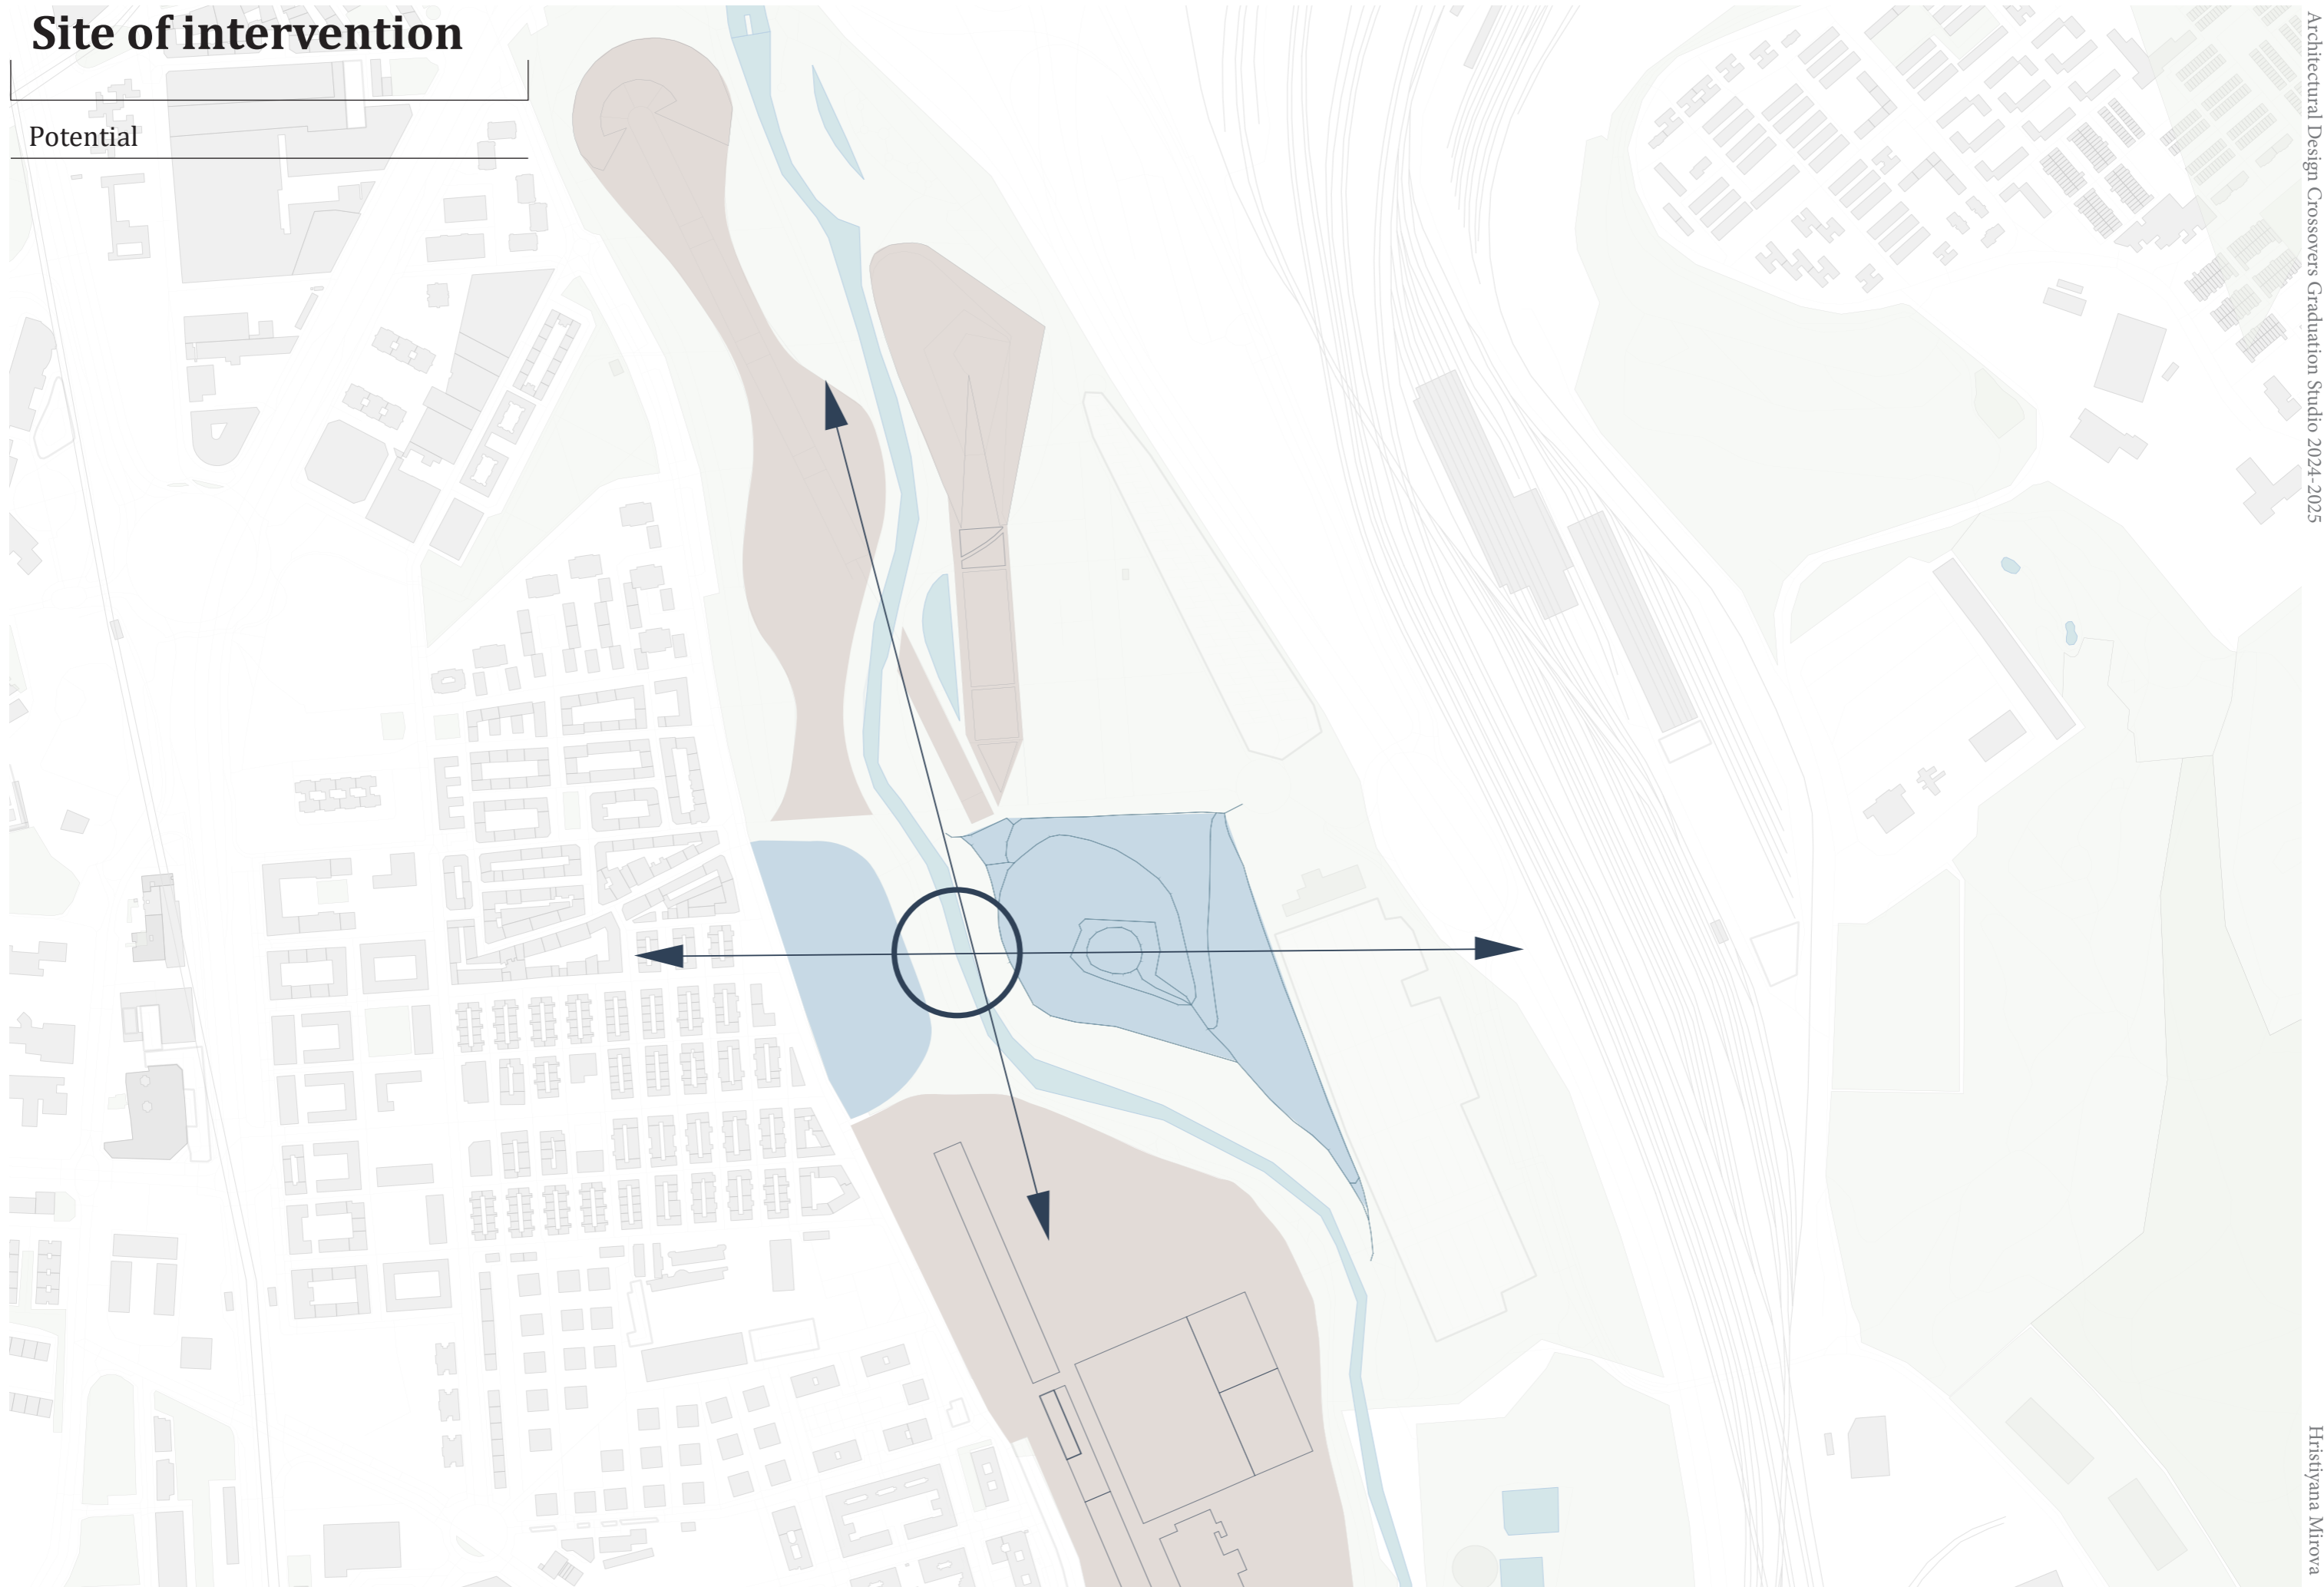 Site of intervention
Potential
Architectural Design Crossovers Graduation Studio 2024-2025
Hristiyana Mirova